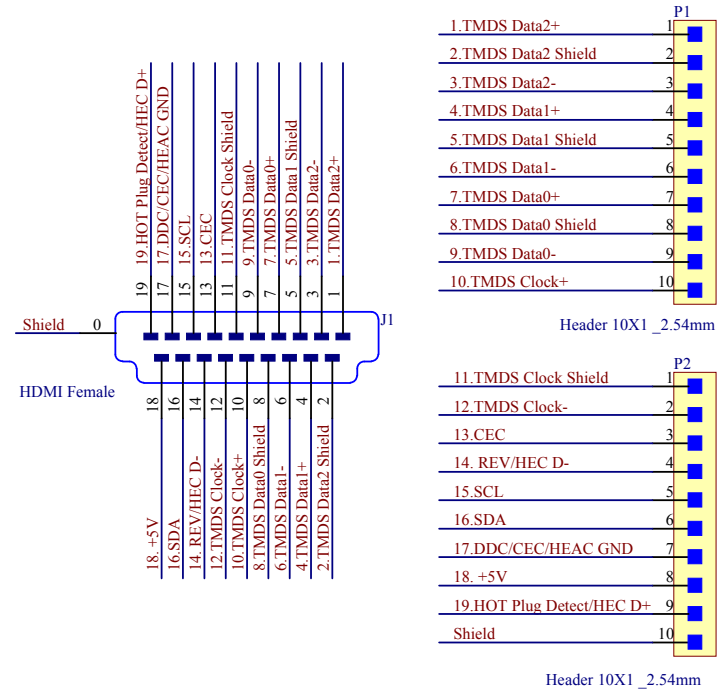 P1
1.TMDS Data2+ 1
2.TMDS Data2 Shield 2
3.TMDS Data2- 3
4.TMDS Data1+ 4
5.TMDS Data1 Shield 5
6.TMDS Data1- 6
7.TMDS Data0+ 7
8.TMDS Data0 Shield 8
9.TMDS Data0- 9
10.TMDS Clock+ 10
Header 10X1 _2.54mm
19.HOT Plug Detect/HEC D+ 19
17.DDC/CEC/HEAC GND 17
15.SCL 15
13.CEC 13
11.TMDS Clock Shield 11
9.TMDS Data0- 9
7.TMDS Data0+ 7
5.TMDS Data1 Shield 5
3.TMDS Data2- 3
1.TMDS Data2+ 1
Shield 0
J1
HDMI Female
18. +5V 18
16.SDA 16
14. REV/HEC D- 14
12.TMDS Clock- 12
10.TMDS Clock+ 10
8.TMDS Data0 Shield 8
6.TMDS Data1- 6
4.TMDS Data1+ 4
2.TMDS Data2 Shield 2
P2
11.TMDS Clock Shield 1
12.TMDS Clock- 2
13.CEC 3
14. REV/HEC D- 4
15.SCL 5
16.SDA 6
17.DDC/CEC/HEAC GND 7
18. +5V 8
19.HOT Plug Detect/HEC D+ 9
Shield 10
Header 10X1 _2.54mm